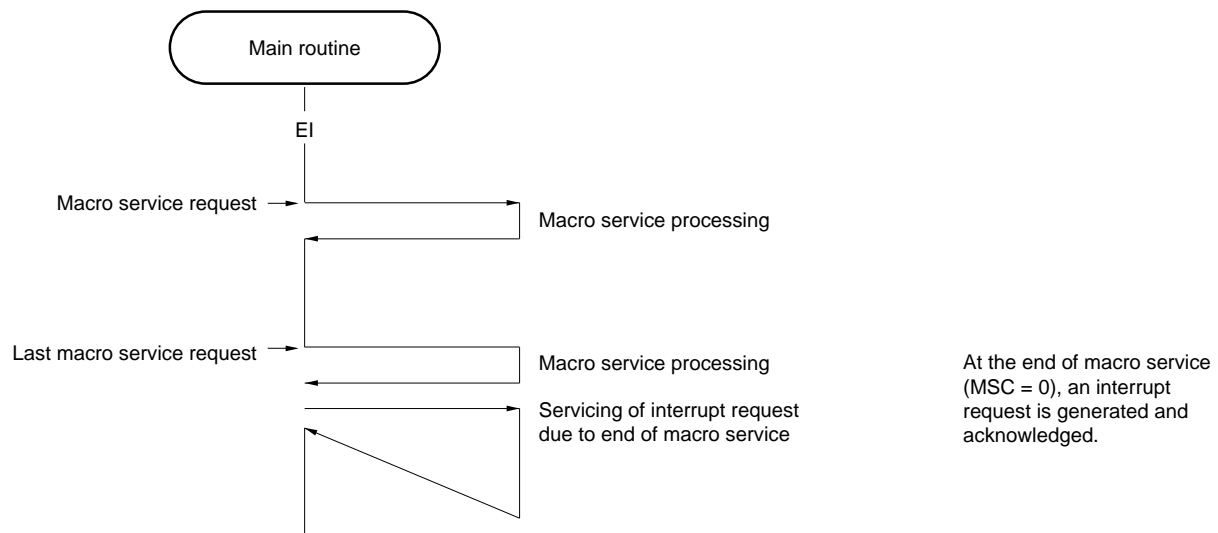 Main routine
EI
Macro service request
Macro service processing
Last macro service request
Macro service processing
Servicing of interrupt request
due to end of macro service
At the end of macro service
(MSC = 0), an interrupt
request is generated and
acknowledged.